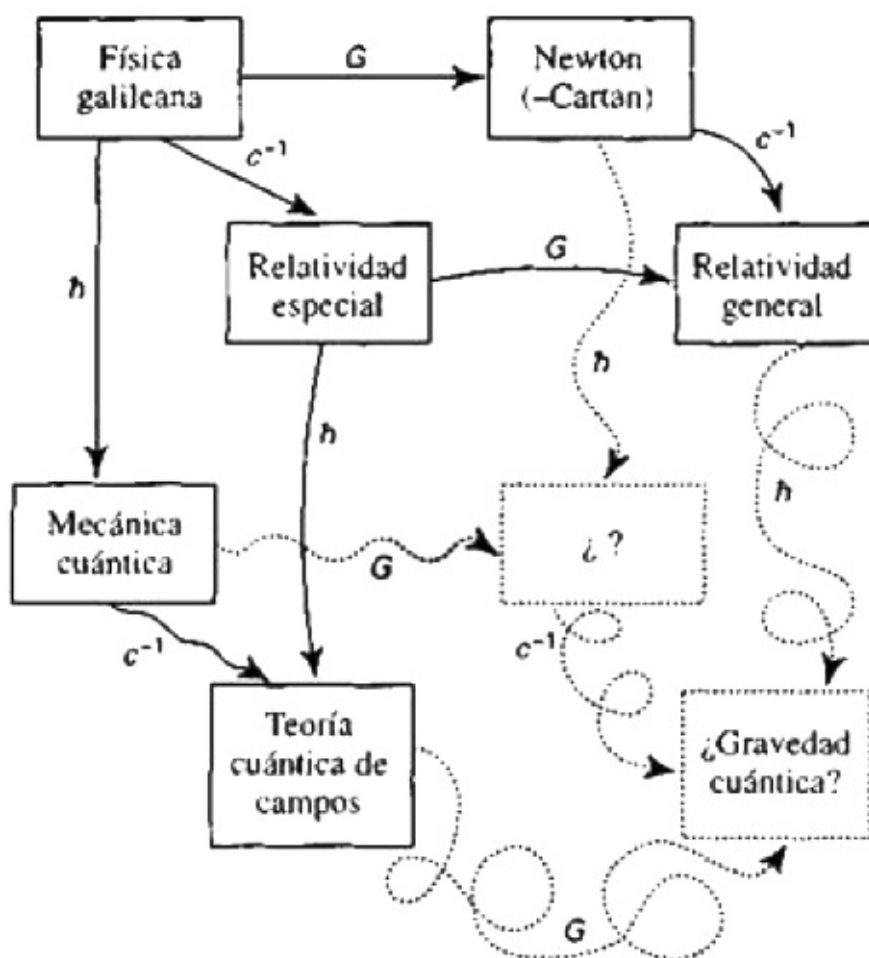 Física
galileana
G
Newton
(–Cartan)
c⁻¹
c⁻¹
ħ
Relatividad
especial
G
Relatividad
general
ħ
ħ
ħ
Mecánica
cuántica
G
¿ ?
c⁻¹
c⁻¹
Teoría
cuántica de
campos
¿Gravedad
cuántica?
G